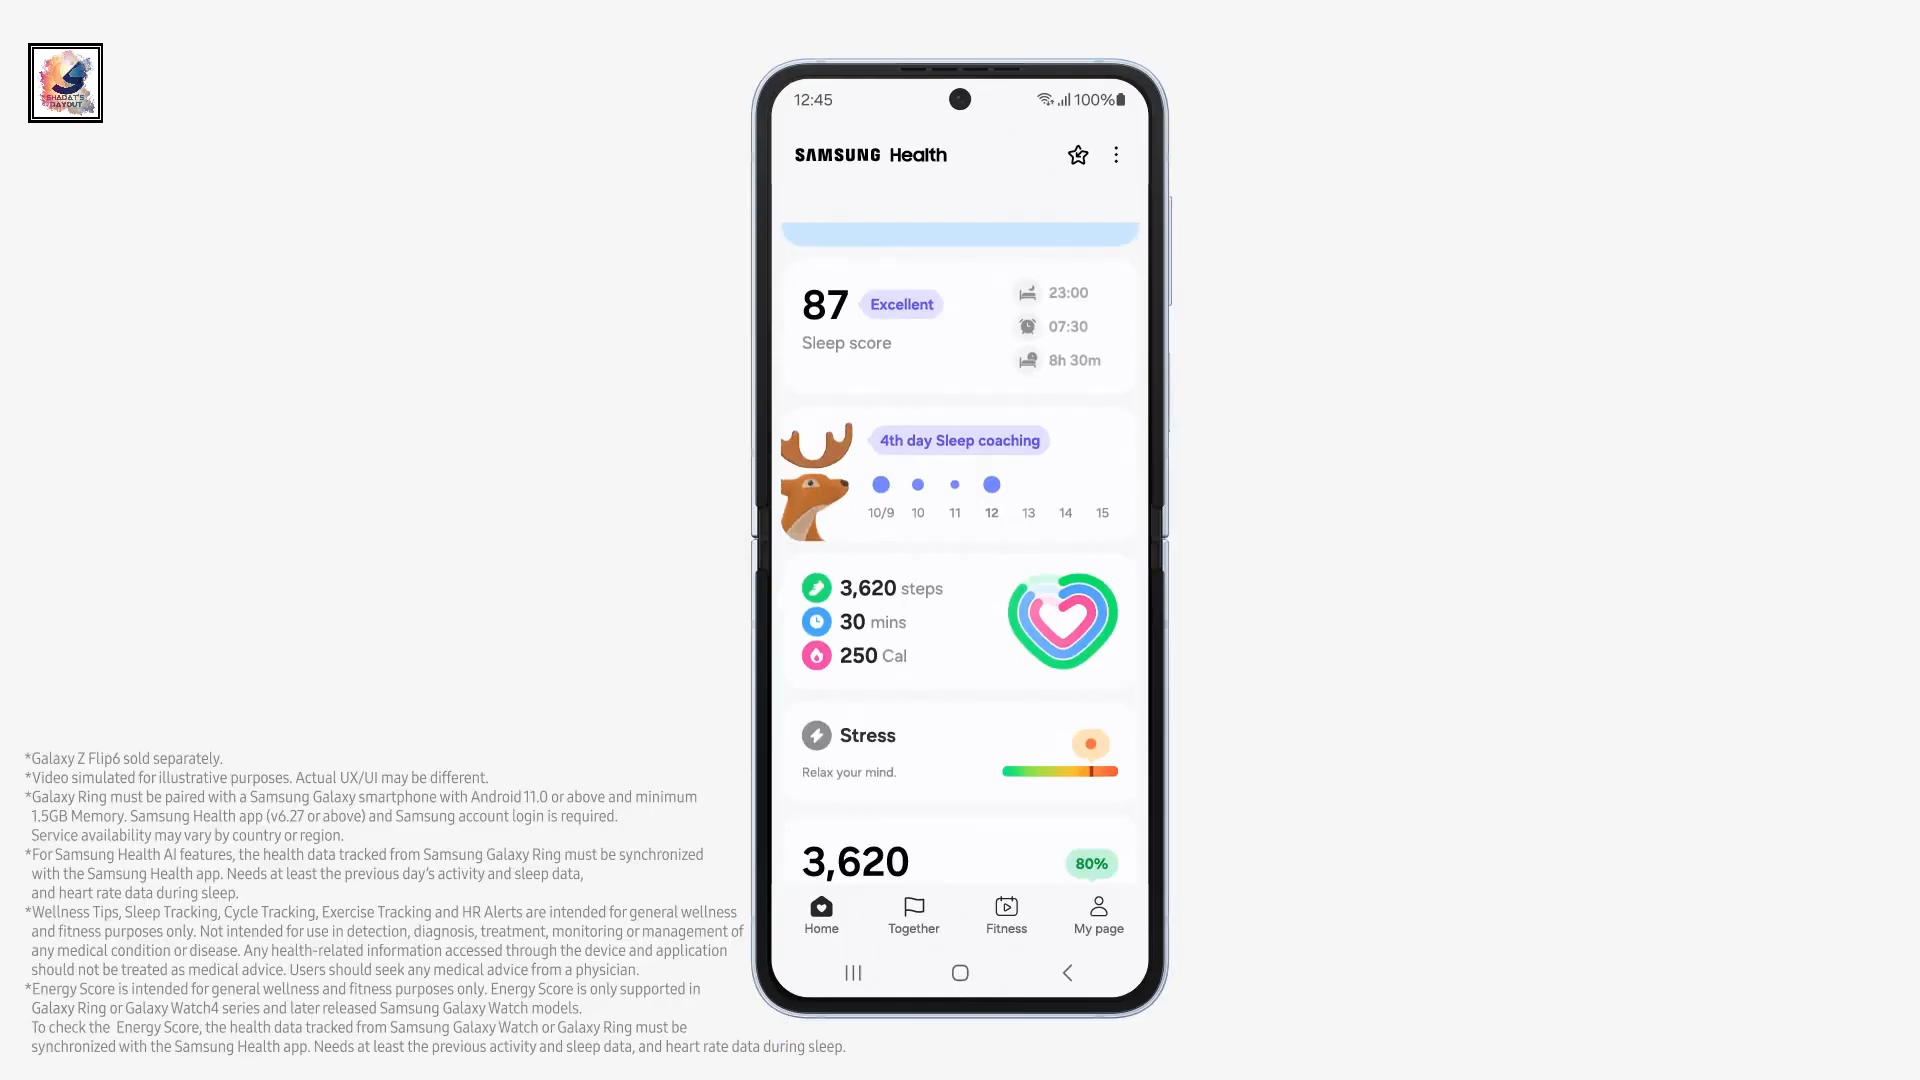 SHADAT'S
DAYOUT
12:45
100%
SAMSUNG Health
87 Excellent
Sleep score
23:00
07:30
8h 30m
4th day Sleep coaching
10/9 10 11 12 13 14 15
3,620 steps
30 mins
250 Cal
Stress
Relax your mind.
3,620
80%
Home Together Fitness My page
*Galaxy Z Flip6 sold separately.
*Video simulated for illustrative purposes. Actual UX/UI may be different.
*Galaxy Ring must be paired with a Samsung Galaxy smartphone with Android 11.0 or above and minimum
1.5GB Memory. Samsung Health app (v6.27 or above) and Samsung account login is required.
Service availability may vary by country or region.
*For Samsung Health AI features, the health data tracked from Samsung Galaxy Ring must be synchronized
with the Samsung Health app. Needs at least the previous day's activity and sleep data,
and heart rate data during sleep.
*Wellness Tips, Sleep Tracking, Cycle Tracking, Exercise Tracking and HR Alerts are intended for general wellness
and fitness purposes only. Not intended for use in detection, diagnosis, treatment, monitoring or management of
any medical condition or disease. Any health-related information accessed through the device and application
should not be treated as medical advice. Users should seek any medical advice from a physician.
*Energy Score is intended for general wellness and fitness purposes only. Energy Score is only supported in
Galaxy Ring or Galaxy Watch4 series and later released Samsung Galaxy Watch models.
To check the Energy Score, the health data tracked from Samsung Galaxy Watch or Galaxy Ring must be
synchronized with the Samsung Health app. Needs at least the previous activity and sleep data, and heart rate data during sleep.